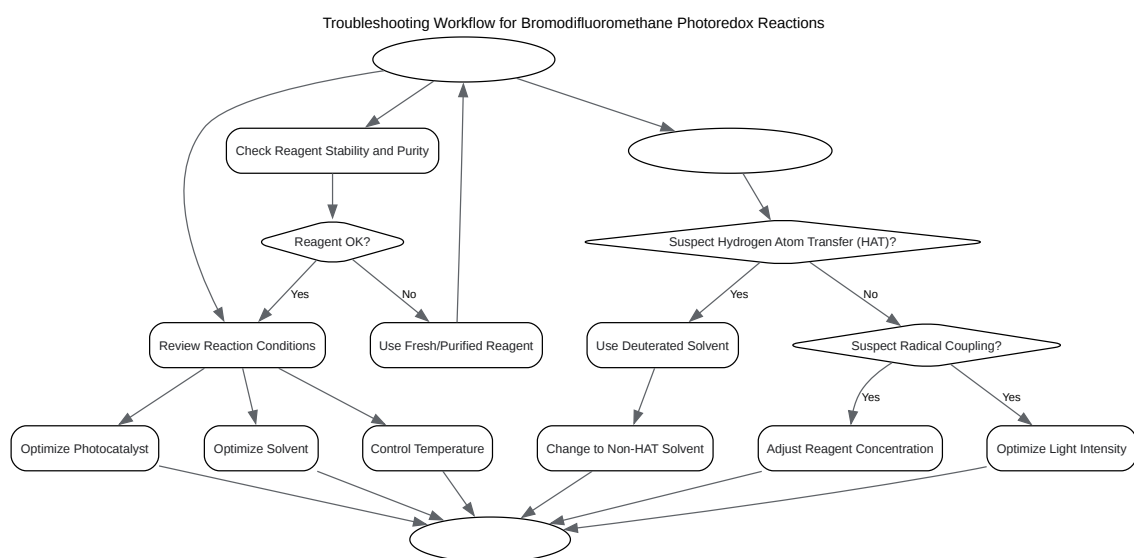 Troubleshooting Workflow for Bromodifluoromethane Photoredox Reactions
Check Reagent Stability and Purity
Reagent OK?
Suspect Hydrogen Atom Transfer (HAT)?
Yes
No
Yes
No
Review Reaction Conditions
Use Fresh/Purified Reagent
Use Deuterated Solvent
Suspect Radical Coupling?
Yes
Yes
Optimize Photocatalyst
Optimize Solvent
Control Temperature
Change to Non-HAT Solvent
Adjust Reagent Concentration
Optimize Light Intensity